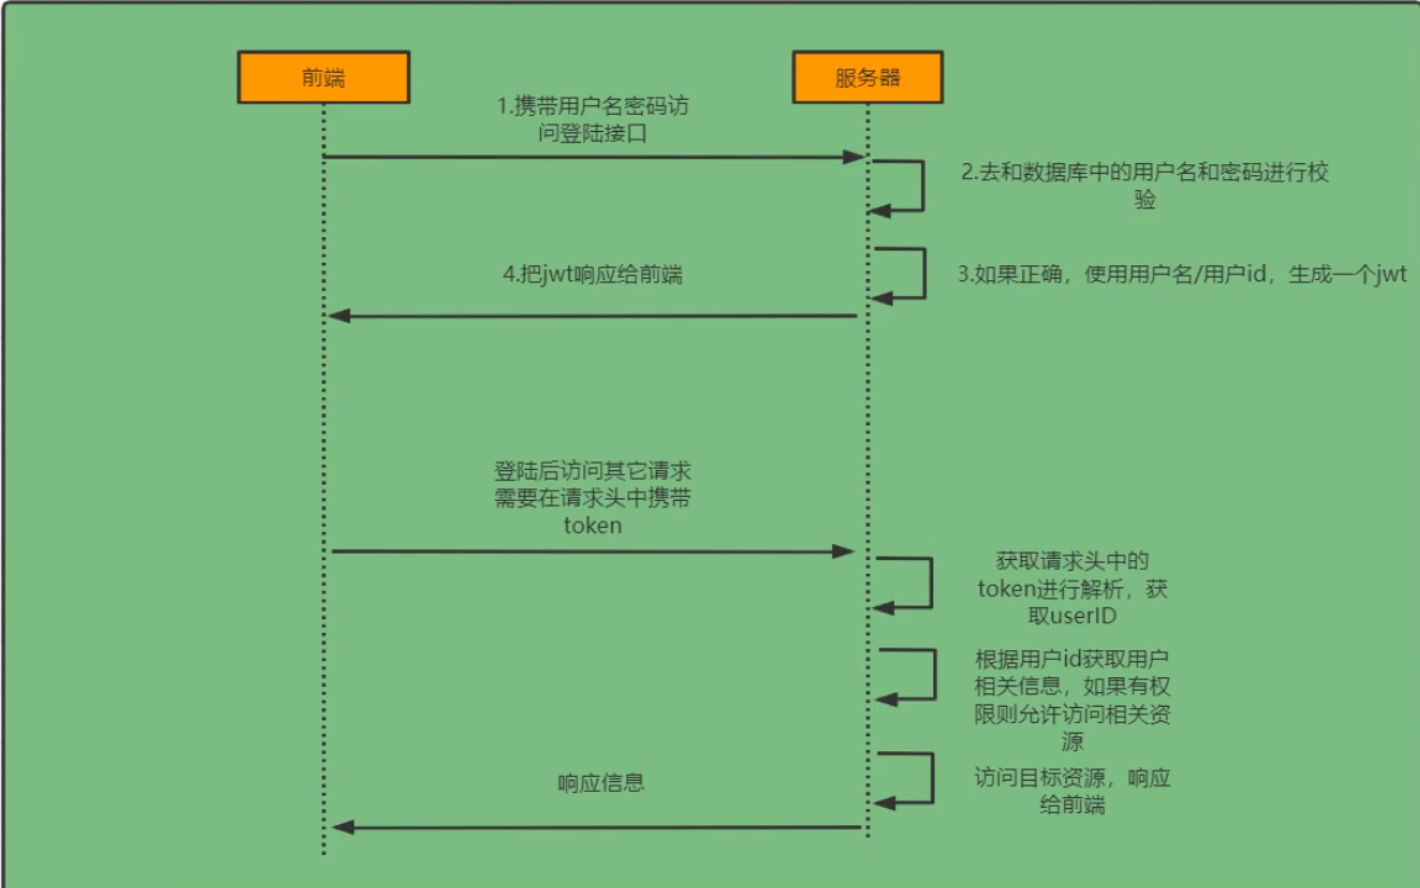 前端
服务器
1.携带用户名密码访
问登陆接口
2.去和数据库中的用户名和密码进行校
验
3.如果正确，使用用户名/用户id，生成一个jwt
4.把jwt响应给前端
登陆后访问其它请求
需要在请求头中携带
token
获取请求头中的
token进行解析，获
取userID
根据用户id获取用户
相关信息，如果有权
限则允许访问相关资
源
访问目标资源，响应
给前端
响应信息